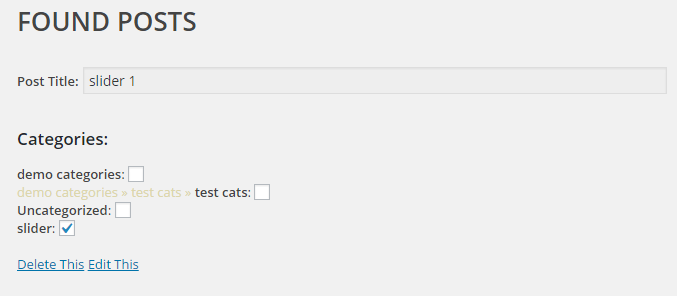 FOUND POSTS
Post Title: slider 1
Categories:
demo categories:
demo categories » test cats » test cats:
Uncategorized:
slider:
Delete This Edit This